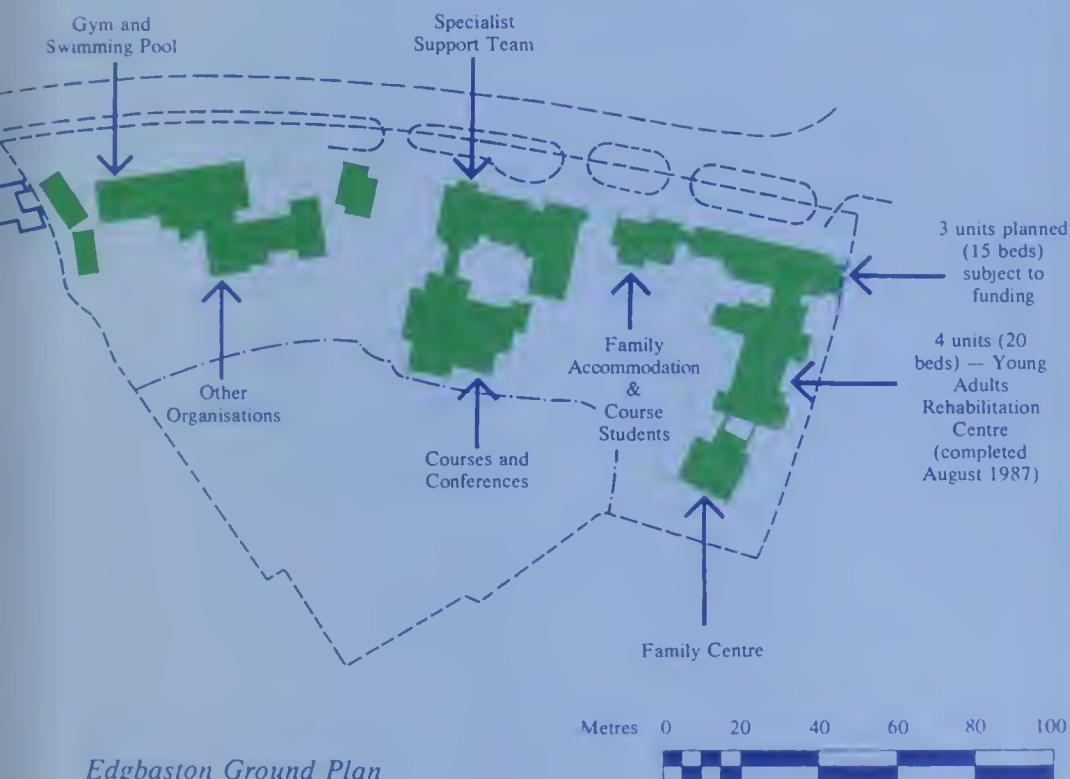 Gym and
Swimming Pool
Specialist
Support Team
3 units planned
(15 beds)
subject to
funding
4 units (20
beds) — Young
Adults
Rehabilitation
Centre
(completed
August 1987)
Family
Accommodation
&
Course
Students
Other
Organisations
Courses and
Conferences
Family Centre
Metres 0 20 40 60 80 100
Edgbaston Ground Plan